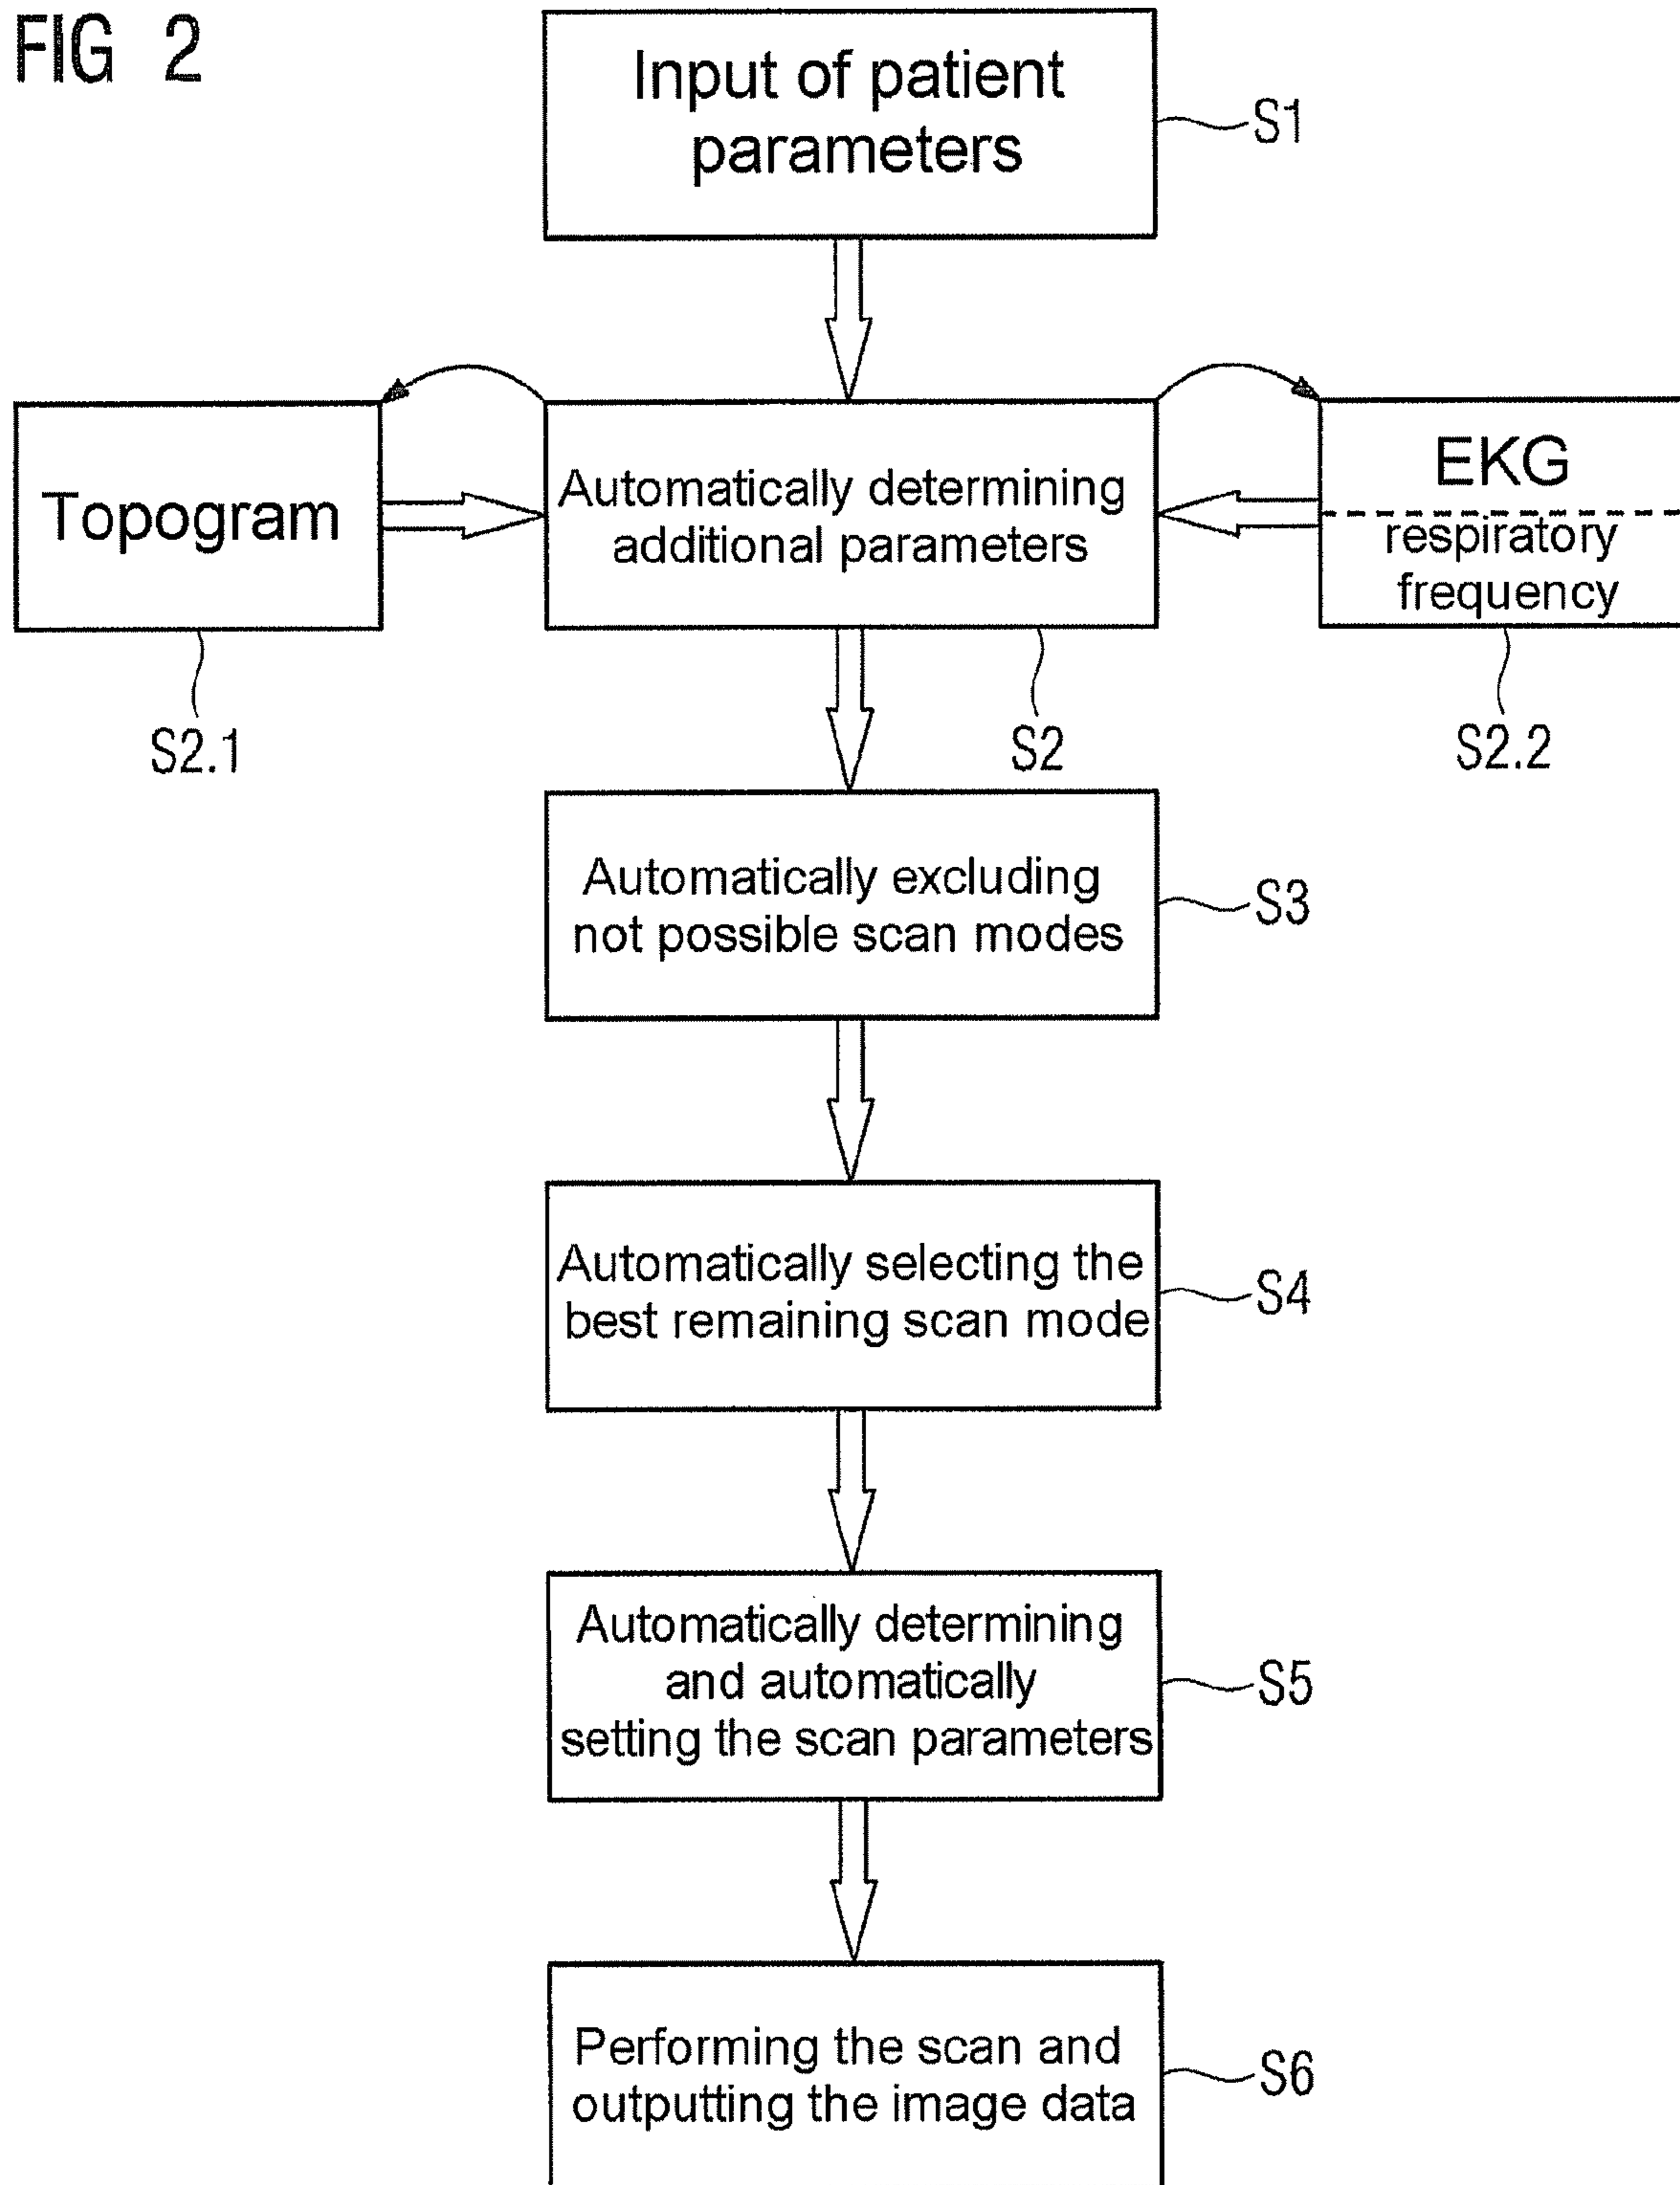 FIG 2
Input of patient
parameters
S1
Topogram
Automatically determining
additional parameters
EKG
respiratory
frequency
S2.1
S2
S2.2
Automatically excluding
not possible scan modes
S3
Automatically selecting the
best remaining scan mode
S4
Automatically determining
and automatically
setting the scan parameters
S5
Performing the scan and
outputting the image data
S6